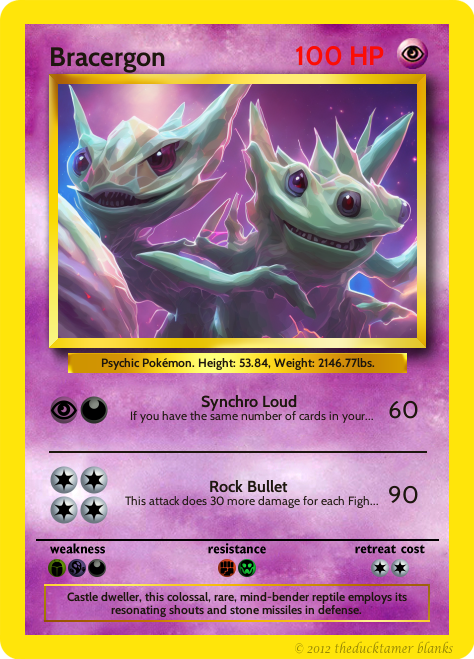 Bracergon 100 HP
Psychic Pokémon. Height: 53.84, Weight: 2146.77lbs.
Synchro Loud
If you have the same number of cards in your... 60
Rock Bullet
This attack does 30 more damage for each Figh... 90
weakness resistance retreat cost
Castle dweller, this colossal, rare, mind-bender reptile employs its
resonating shouts and stone missiles in defense.
© 2012 theducktamer blanks